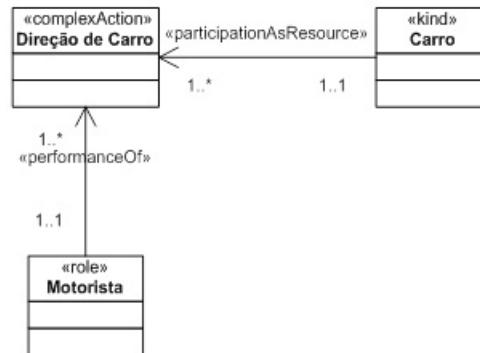 «complexAction»
Direção de Carro
«participationAsResource»
«kind»
Carro
1..*
1..1
1..*
«performanceOf»
1..1
«role»
Motorista